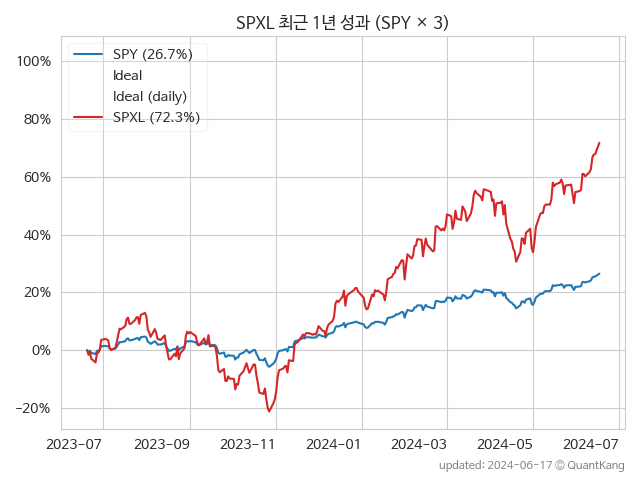 SPXL 최근 1년 성과 (SPY × 3)
SPY (26.7%)
Ideal
Ideal (daily)
SPXL (72.3%)
100%
80%
60%
40%
20%
0%
−20%
2023-07
2023-09
2023-11
2024-01
2024-03
2024-05
2024-07
updated: 2024-06-17 © QuantKang